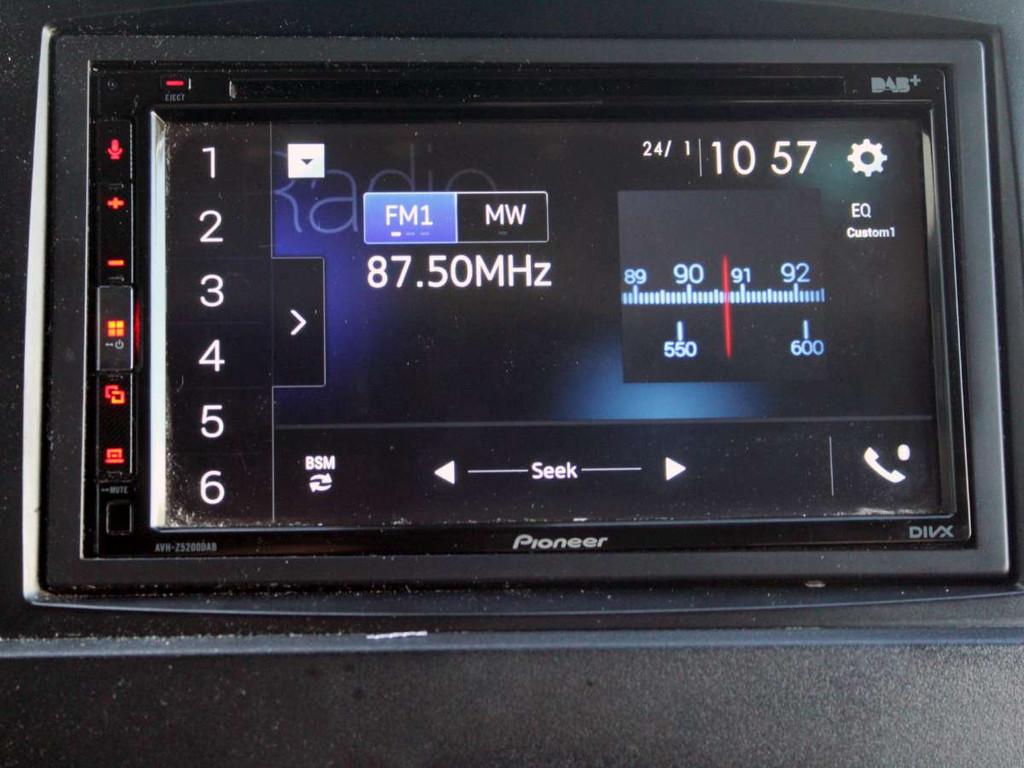 EJECT
DAB+
1
2
3
4
5
6
Radio
24/ 1
10 57
FM1
MW
87.50MHz
EQ
Custom1
89 90 91 92
550 600
BSM
Seek
MUTE
AVH-Z5200DAB
Pioneer
DIVX